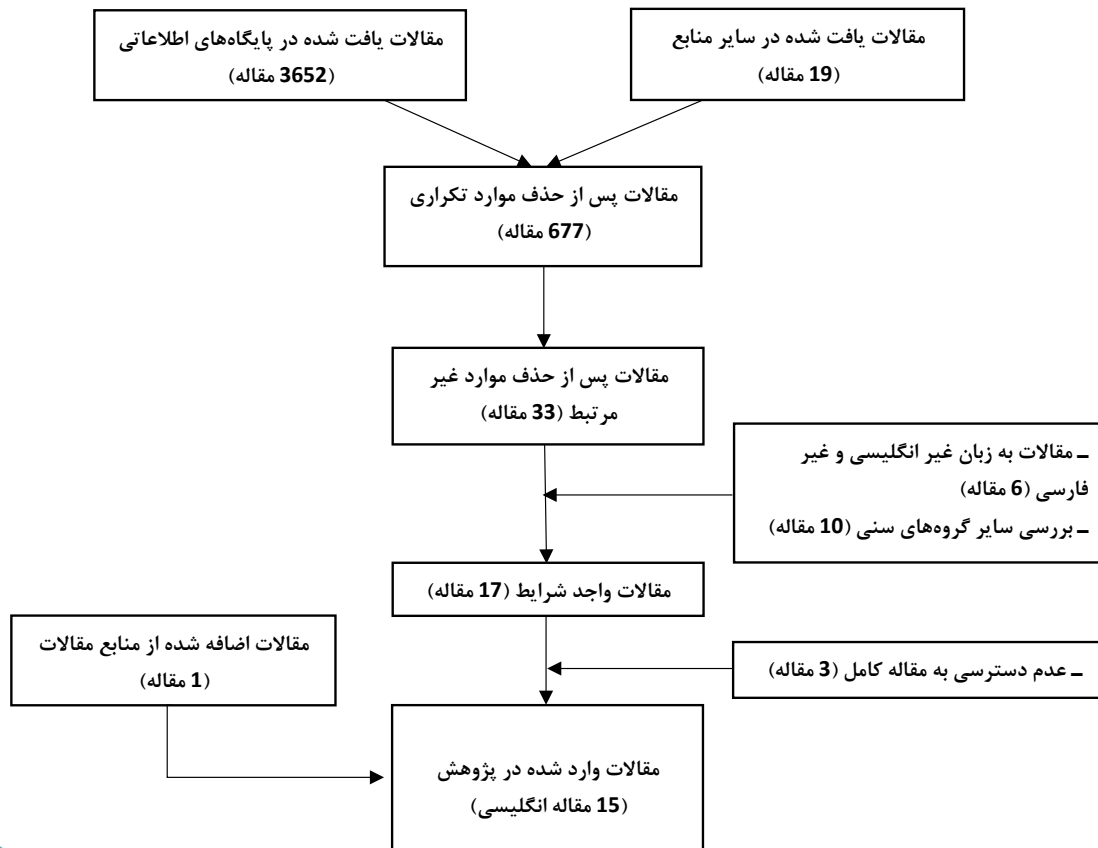 مقالات یافت شده در پایگاه‌های اطلاعاتی
(3652 مقاله)
مقالات یافت شده در سایر منابع
(19 مقاله)
مقالات پس از حذف موارد تکراری
(677 مقاله)
مقالات پس از حذف موارد غیر
مرتبط (33 مقاله)
ـ مقالات به زبان غیر انگلیسی و غیر
فارسی (6 مقاله)
ـ بررسی سایر گروه‌های سنی (10 مقاله)
مقالات واجد شرایط (17 مقاله)
مقالات اضافه شده از منابع مقالات
(1 مقاله)
ـ عدم دسترسی به مقاله کامل (3 مقاله)
مقالات وارد شده در پژوهش
(15 مقاله انگلیسی)